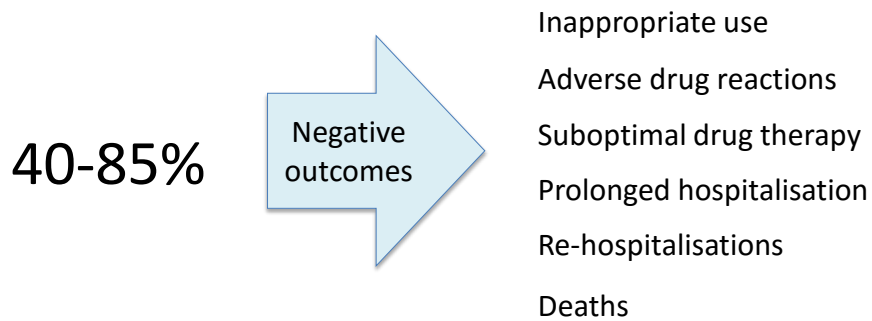 40-85%
Negative
outcomes
Inappropriate use
Adverse drug reactions
Suboptimal drug therapy
Prolonged hospitalisation
Re-hospitalisations
Deaths